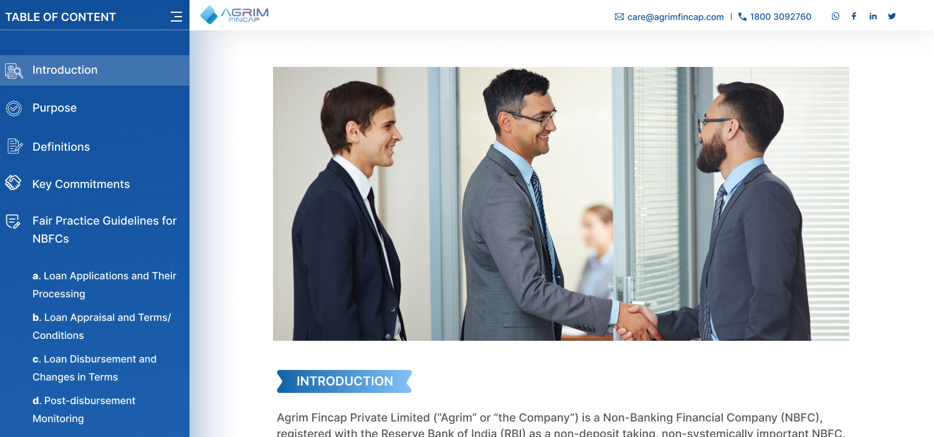 TABLE OF CONTENT
Introduction
Purpose
Definitions
Key Commitments
Fair Practice Guidelines for
NBFCs
a. Loan Applications and Their
Processing
b. Loan Appraisal and Terms/
Conditions
c. Loan Disbursement and
Changes in Terms
d. Post-disbursement
Monitoring
AGRIM
FINCAP
care@agrimfincap.com | 1800 3092760
INTRODUCTION
Agrim Fincap Private Limited (“Agrim” or “the Company”) is a Non-Banking Financial Company (NBFC),
registered with the Reserve Bank of India (RBI) as a non-deposit taking, non-systemically important NBFC.